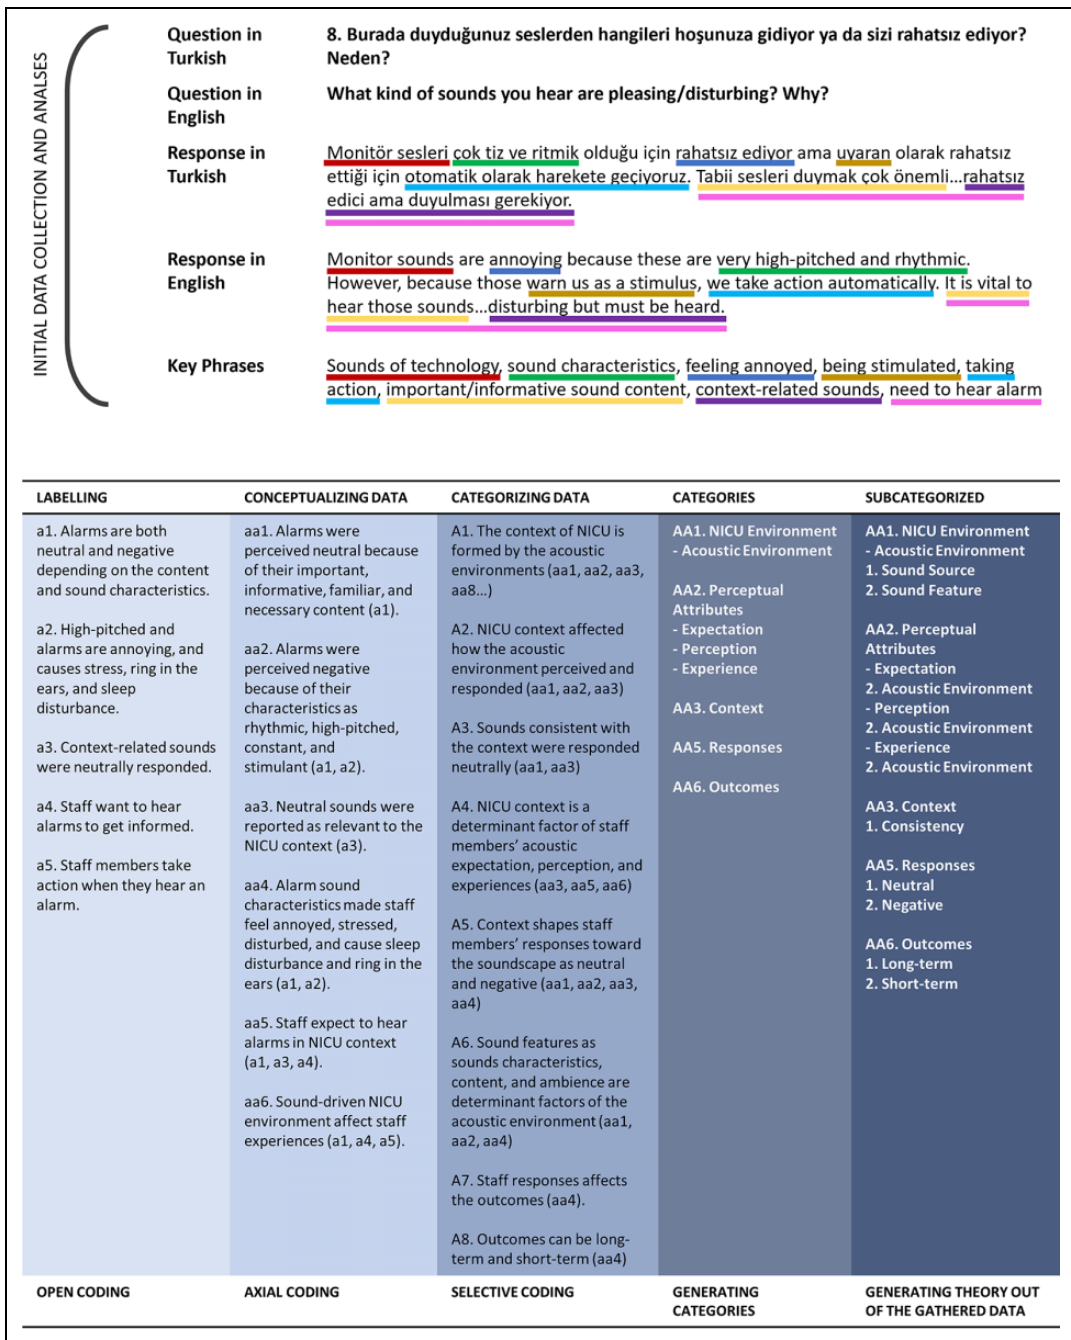 INITIAL DATA COLLECTION AND ANALSES
Question in
Turkish
8. Burada duyduğunuz seslerden hangileri hoşunuza gidiyor ya da sizi rahatsız ediyor?
Neden?
Question in
English
What kind of sounds you hear are pleasing/disturbing? Why?
Response in
Turkish
Monitör sesleri çok tiz ve ritmik olduğu için rahatsız ediyor ama uyaran olarak rahatsız
ettiği için otomatik olarak harekete geçiyoruz. Tabii sesleri duymak çok önemli...rahatsız
edici ama duyulması gerekiyor.
Response in
English
Monitor sounds are annoying because these are very high-pitched and rhythmic.
However, because those warn us as a stimulus, we take action automatically. It is vital to
hear those sounds...disturbing but must be heard.
Key Phrases
Sounds of technology, sound characteristics, feeling annoyed, being stimulated, taking
action, important/informative sound content, context-related sounds, need to hear alarm
LABELLING
a1. Alarms are both
neutral and negative
depending on the content
and sound characteristics.
a2. High-pitched and
alarms are annoying, and
causes stress, ring in the
ears, and sleep
disturbance.
a3. Context-related sounds
were neutrally responded.
a4. Staff want to hear
alarms to get informed.
a5. Staff members take
action when they hear an
alarm.
OPEN CODING
CONCEPTUALIZING DATA
aa1. Alarms were
perceived neutral because
of their important,
informative, familiar, and
necessary content (a1).
aa2. Alarms were
perceived negative
because of their
characteristics as
rhythmic, high-pitched,
constant, and
stimulant (a1, a2).
aa3. Neutral sounds were
reported as relevant to the
NICU context (a3).
aa4. Alarm sound
characteristics made staff
feel annoyed, stressed,
disturbed, and cause sleep
disturbance and ring in the
ears (a1, a2).
aa5. Staff expect to hear
alarms in NICU context
(a1, a3, a4).
aa6. Sound-driven NICU
environment affect staff
experiences (a1, a4, a5).
AXIAL CODING
CATEGORIZING DATA
A1. The context of NICU is
formed by the acoustic
environments (aa1, aa2, aa3,
aa8...)
A2. NICU context affected
how the acoustic
environment perceived and
responded (aa1, aa2, aa3)
A3. Sounds consistent with
the context were responded
neutrally (aa1, aa3)
A4. NICU context is a
determinant factor of staff
members' acoustic
expectation, perception, and
experiences (aa3, aa5, aa6)
A5. Context shapes staff
members' responses toward
the soundscape as neutral
and negative (aa1, aa2, aa3,
aa4)
A6. Sound features as
sounds characteristics,
content, and ambience are
determinant factors of the
acoustic environment (aa1,
aa2, aa4)
A7. Staff responses affects
the outcomes (aa4).
A8. Outcomes can be long-
term and short-term (aa4)
SELECTIVE CODING
CATEGORIES
AA1. NICU Environment
- Acoustic Environment
AA2. Perceptual
Attributes
- Expectation
- Perception
- Experience
AA3. Context
AA5. Responses
AA6. Outcomes
GENERATING
CATEGORIES
SUBCATEGORIZED
AA1. NICU Environment
- Acoustic Environment
1. Sound Source
2. Sound Feature
AA2. Perceptual
Attributes
- Expectation
2. Acoustic Environment
- Perception
2. Acoustic Environment
- Experience
2. Acoustic Environment
AA3. Context
1. Consistency
AA5. Responses
1. Neutral
2. Negative
AA6. Outcomes
1. Long-term
2. Short-term
GENERATING THEORY OUT
OF THE GATHERED DATA